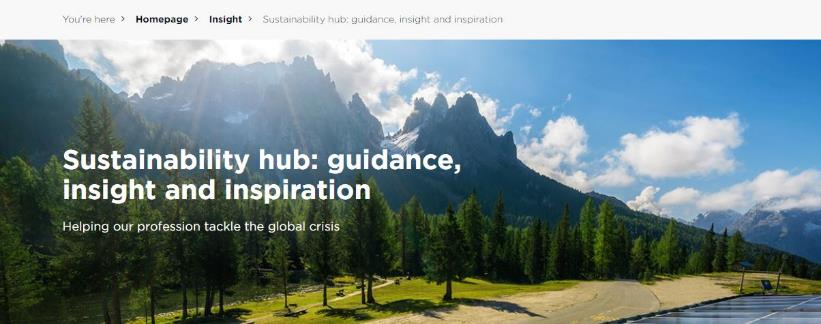 You're here > Homepage > Insight > Sustainability hub: guidance, insight and inspiration
Sustainability hub: guidance,
insight and inspiration
Helping our profession tackle the global crisis